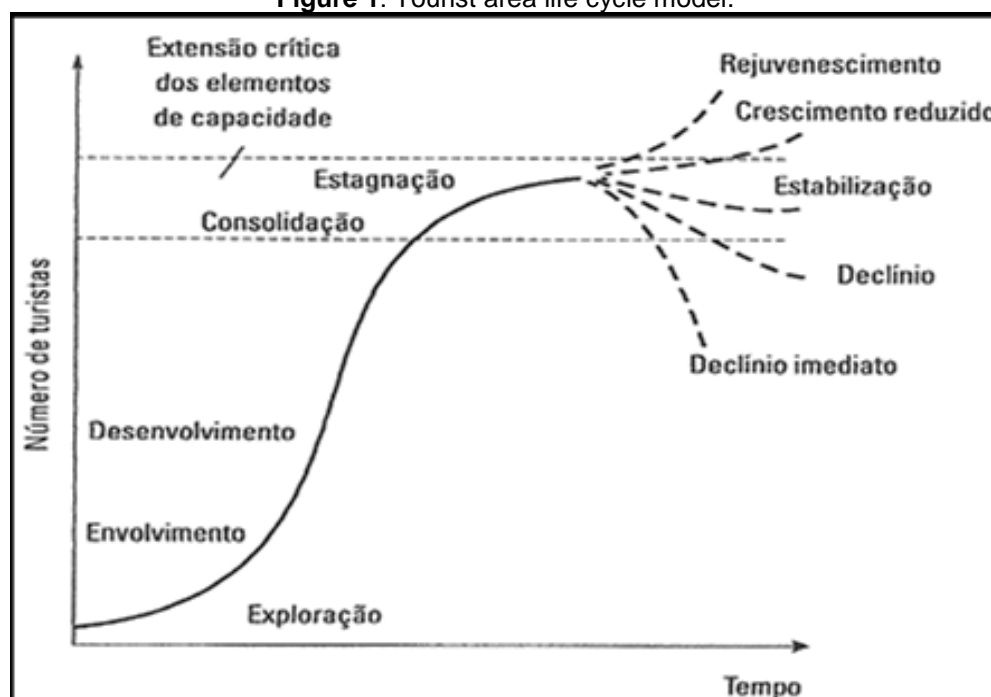 Figure 1. Tourist area life cycle model.
Extensão crítica
dos elementos
de capacidade
Rejuvenescimento
Crescimento reduzido
Estagnação
Estabilização
Consolidação
Declínio
Declínio imediato
Número de turistas
Desenvolvimento
Envolvimento
Exploração
Tempo